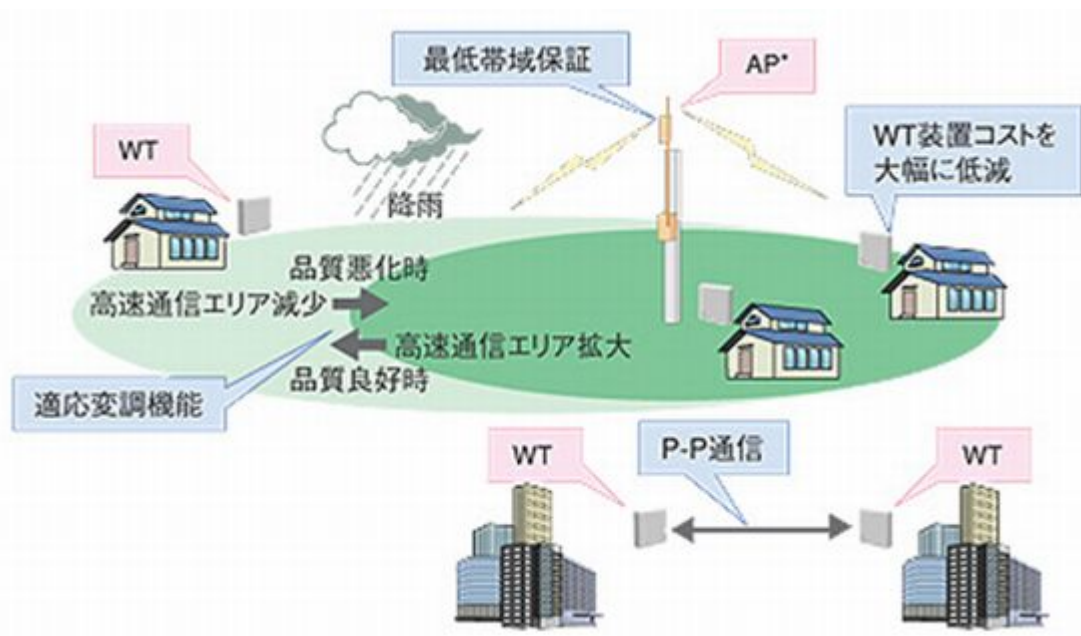 最低帯域保証
AP*
WT
WT装置コストを
大幅に低減
降雨
品質悪化時
高速通信エリア減少
高速通信エリア拡大
品質良好時
適応変調機能
WT
P-P通信
WT